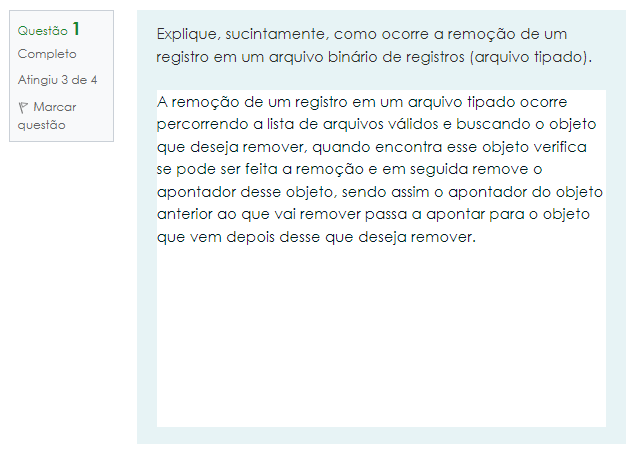 Questão 1
Completo
Atingiu 3 de 4
Marcar
questão
Explique, sucintamente, como ocorre a remoção de um
registro em um arquivo binário de registros (arquivo tipado).
A remoção de um registro em um arquivo tipado ocorre
percorrendo a lista de arquivos válidos e buscando o objeto
que deseja remover, quando encontra esse objeto verifica
se pode ser feita a remoção e em seguida remove o
apontador desse objeto, sendo assim o apontador do objeto
anterior ao que vai remover passa a apontar para o objeto
que vem depois desse que deseja remover.